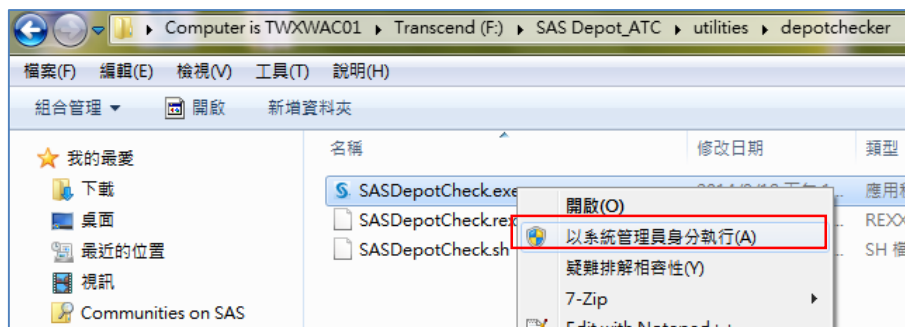 Computer is TWXWAC01 ▸ Transcend (F:) ▸ SAS Depot_ATC ▸ utilities ▸ depotchecker
檔案(F) 編輯(E) 檢視(V) 工具(T) 說明(H)
組合管理 開啟 新增資料夾
名稱 修改日期 類型
我的最愛
下載
桌面
最近的位置
視訊
Communities on SAS
SASDepotCheck.exe
SASDepotCheck.rex REXX
SASDepotCheck.sh SH 檔
開啟(O)
以系統管理員身分執行(A)
疑難排解相容性(Y)
7-Zip